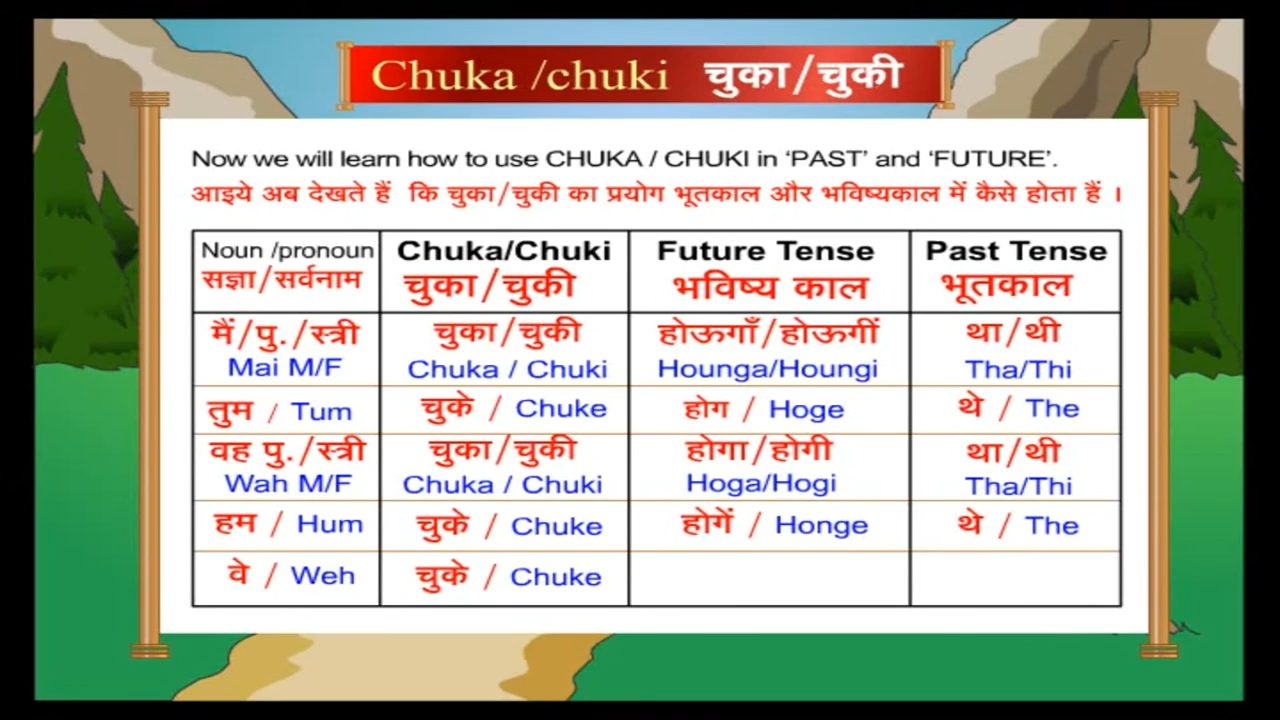 Chuka /chuki चुका/चुकी
Now we will learn how to use CHUKA / CHUKI in ‘PAST’ and ‘FUTURE’.
आइये अब देखते हैं कि चुका/चुकी का प्रयोग भूतकाल और भविष्यकाल में कैसे होता हैं ।
Noun /pronoun Chuka/Chuki Future Tense Past Tense
सज्ञा/सर्वनाम चुका/चुकी भविष्य काल भूतकाल
मैं/पु./स्त्री चुका/चुकी होऊगाँ/होऊगीं था/थी
Mai M/F Chuka / Chuki Hounga/Houngi Tha/Thi
तुम / Tum चुके / Chuke होग / Hoge थे / The
वह पु./स्त्री चुका/चुकी होगा/होगी था/थी
Wah M/F Chuka / Chuki Hoga/Hogi Tha/Thi
हम / Hum चुके / Chuke होगें / Honge थे / The
वे / Weh चुके / Chuke